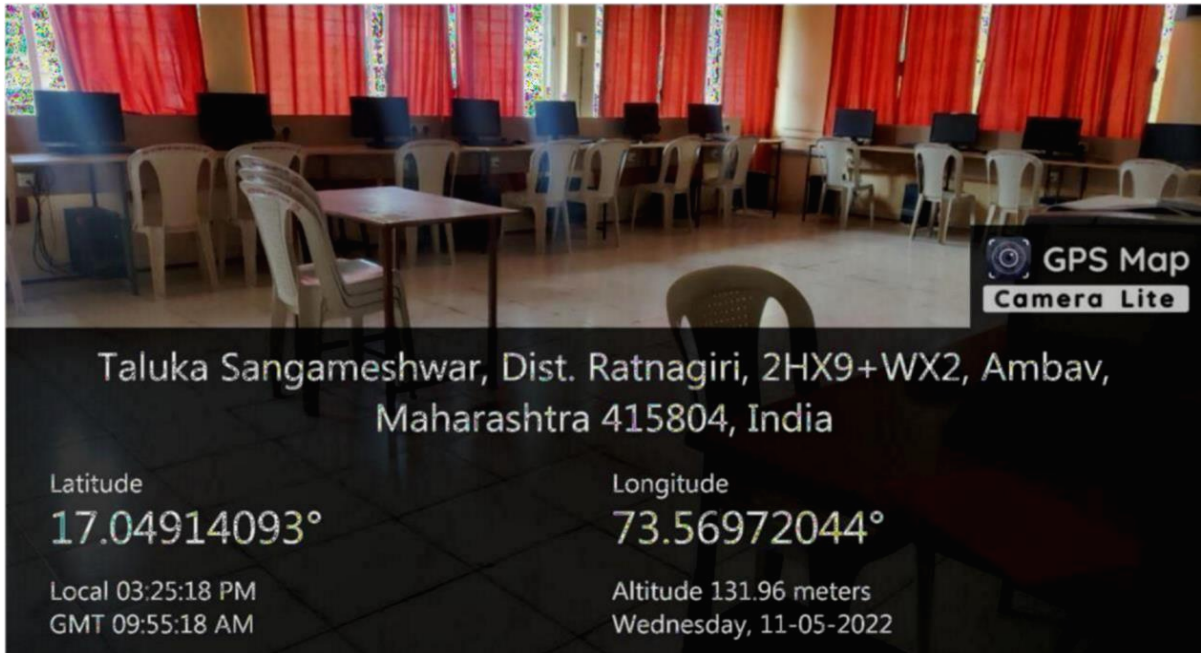 GPS Map
Camera Lite
Taluka Sangameshwar, Dist. Ratnagiri, 2HX9+WX2, Ambav,
Maharashtra 415804, India
Latitude
17.04914093°
Local 03:25:18 PM
GMT 09:55:18 AM
Longitude
73.56972044°
Altitude 131.96 meters
Wednesday, 11-05-2022